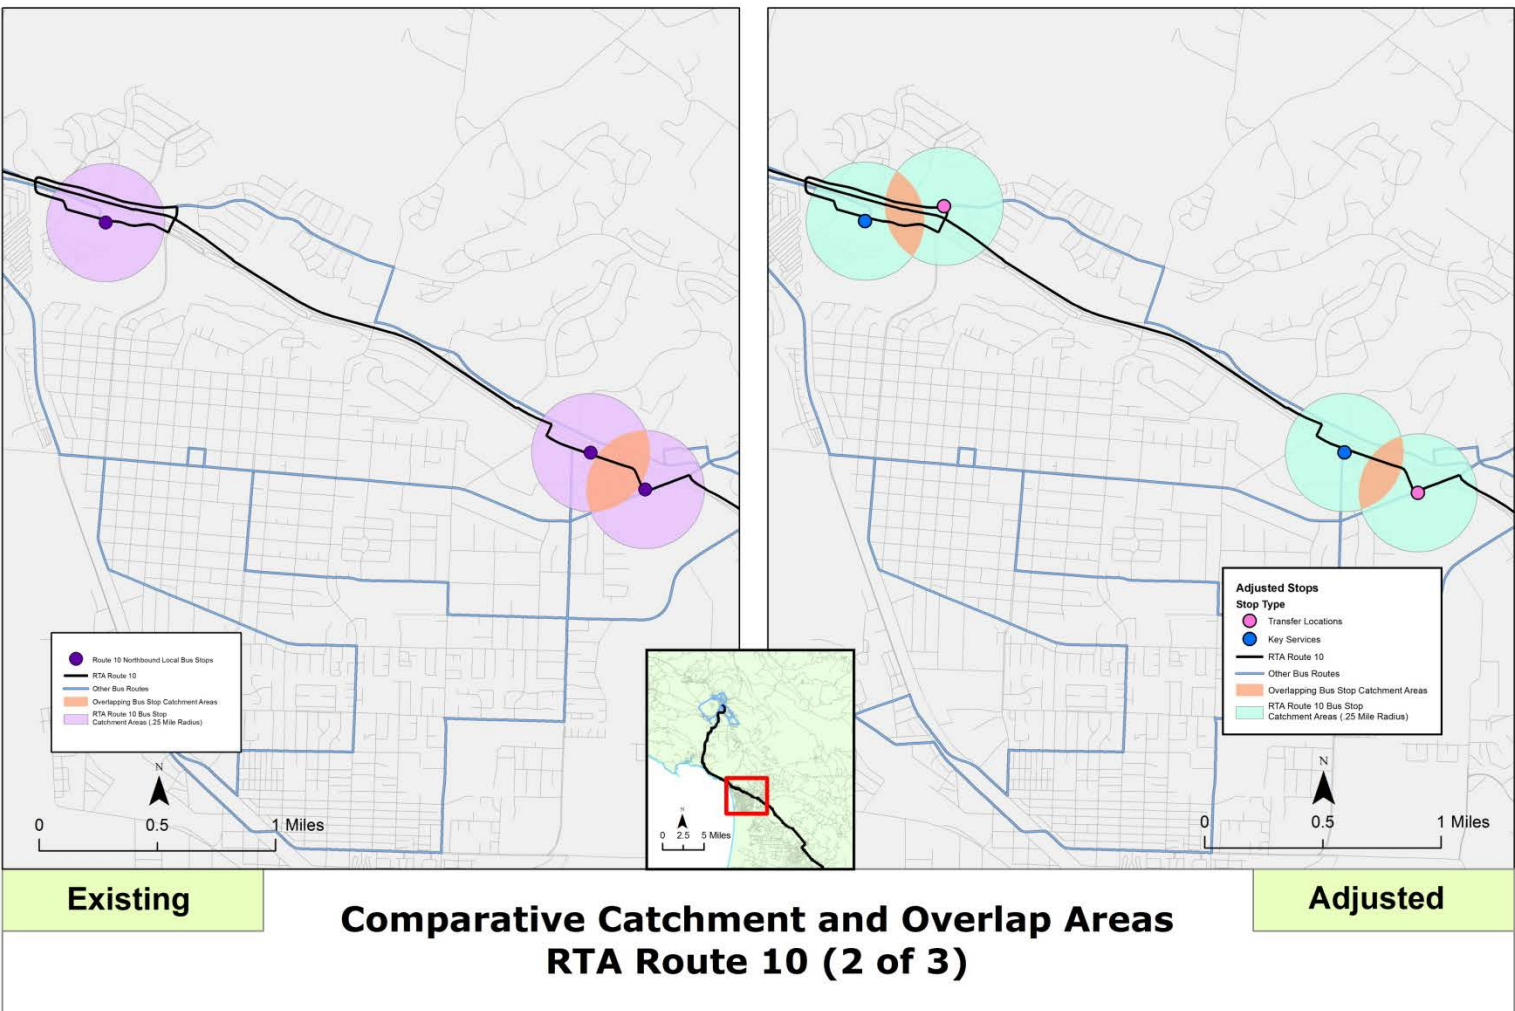 Route 10 Northbound Local Bus Stops
RTA Route 10
Other Bus Routes
Overlapping Bus Stop Catchment Areas
RTA Route 10 Bus Stop
Catchment Areas (.25 Mile Radius)
N
0 0.5 1 Miles
N
0 2.5 5 Miles
Adjusted Stops
Stop Type
Transfer Locations
Key Services
RTA Route 10
Other Bus Routes
Overlapping Bus Stop Catchment Areas
RTA Route 10 Bus Stop
Catchment Areas (.25 Mile Radius)
N
0 0.5 1 Miles
Existing
Adjusted
Comparative Catchment and Overlap Areas
RTA Route 10 (2 of 3)